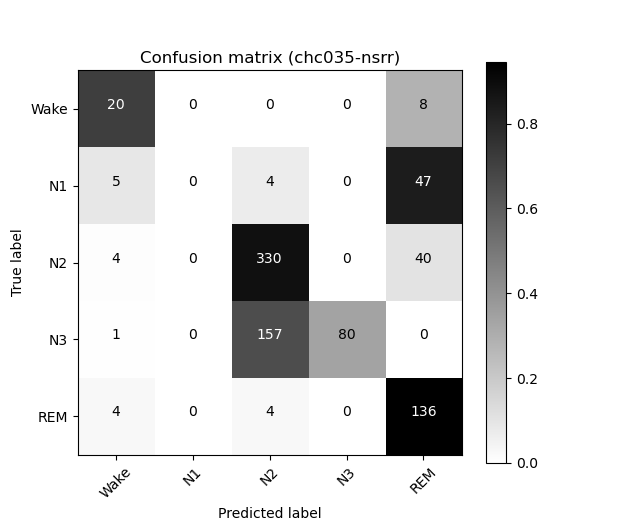 Confusion matrix (chc035-nsrr)
True label
Wake 20 0 0 0 8
N1 5 0 4 0 47
N2 4 0 330 0 40
N3 1 0 157 80 0
REM 4 0 4 0 136
Wake N1 N2 N3 REM
Predicted label
0.8
0.6
0.4
0.2
0.0